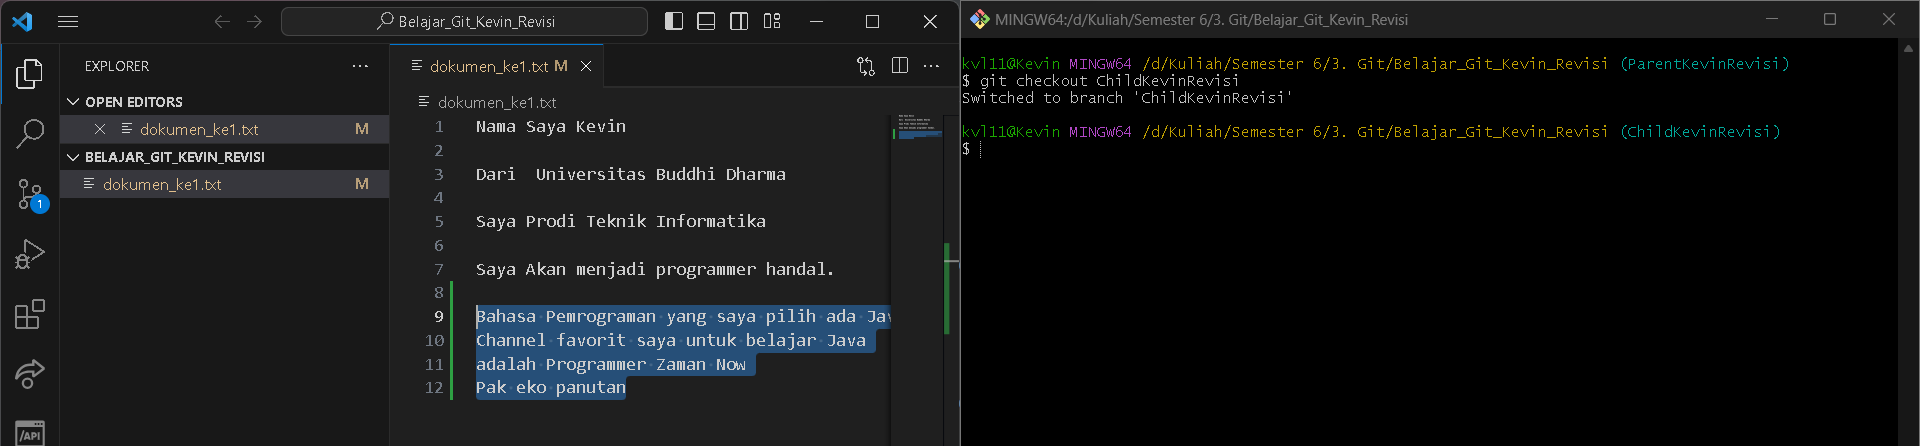 Belajar_Git_Kevin_Revisi
EXPLORER
OPEN EDITORS
dokumen_ke1.txt M
BELAJAR_GIT_KEVIN_REVISI
dokumen_ke1.txt M
1
/API
dokumen_ke1.txt M
dokumen_ke1.txt
1 Nama Saya Kevin
2
3 Dari  Universitas Buddhi Dharma
4
5 Saya Prodi Teknik Informatika
6
7 Saya Akan menjadi programmer handal.
8
9 Bahasa Pemrograman yang saya pilih ada Jav
10 Channel favorit saya untuk belajar Java
11 adalah Programmer Zaman Now
12 Pak eko panutan
MINGW64:/d/Kuliah/Semester 6/3. Git/Belajar_Git_Kevin_Revisi
kvl11@Kevin MINGW64 /d/Kuliah/Semester 6/3. Git/Belajar_Git_Kevin_Revisi (ParentKevinRevisi)
$ git checkout ChildKevinRevisi
Switched to branch 'ChildKevinRevisi'
kvl11@Kevin MINGW64 /d/Kuliah/Semester 6/3. Git/Belajar_Git_Kevin_Revisi (ChildKevinRevisi)
$